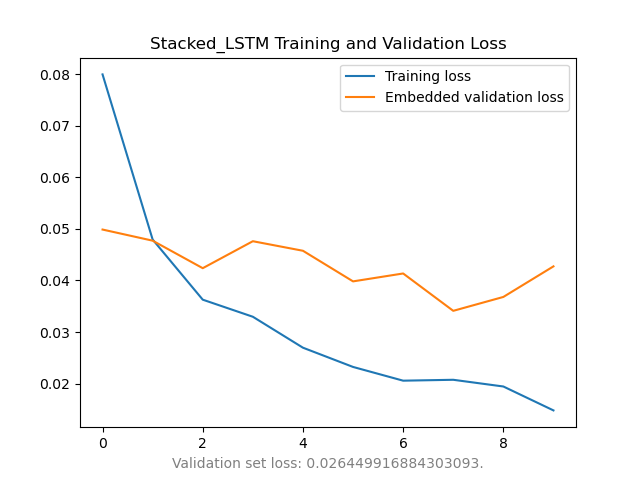 Stacked_LSTM Training and Validation Loss
Training loss
Embedded validation loss
0.08
0.07
0.06
0.05
0.04
0.03
0.02
0 2 4 6 8
Validation set loss: 0.026449916884303093.